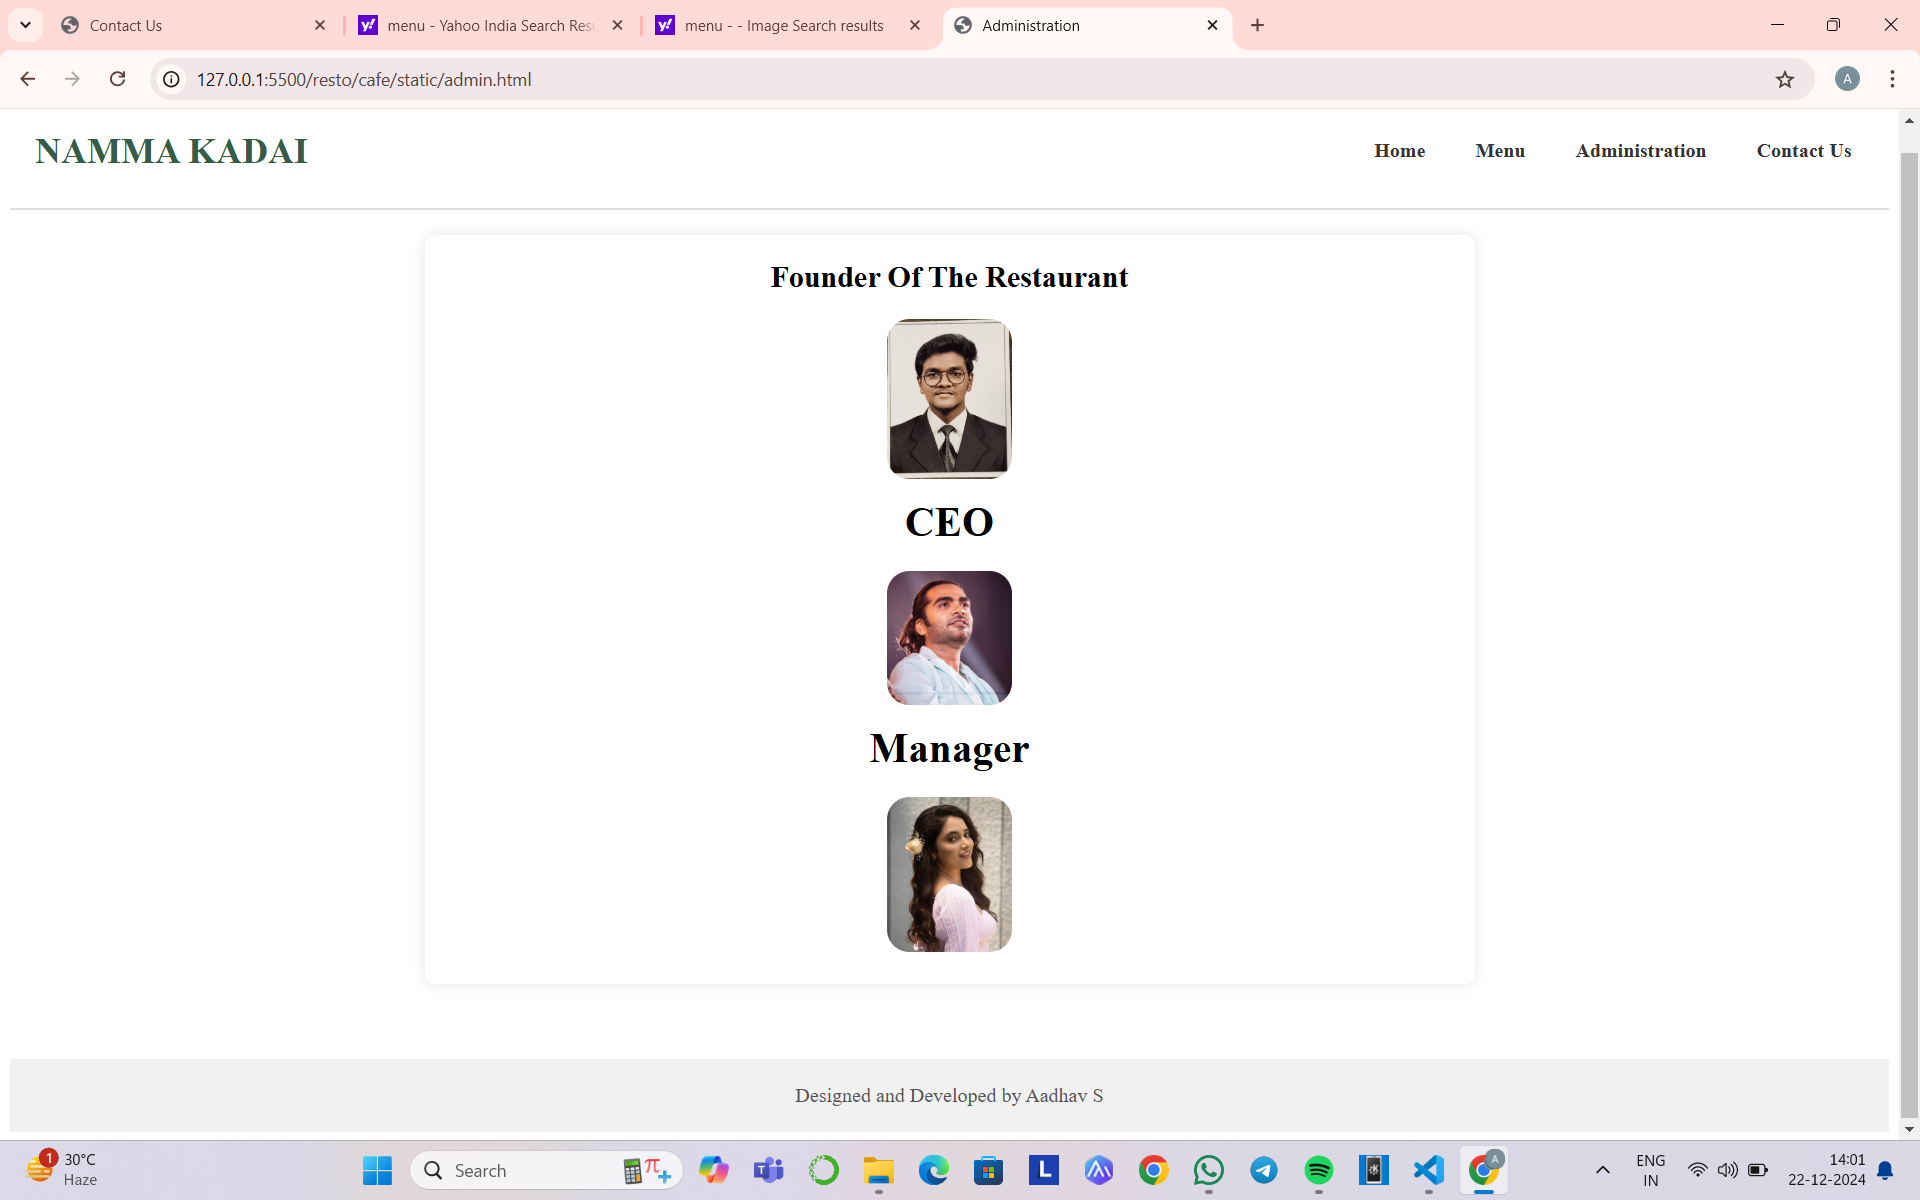 Contact Us
menu - Yahoo India Search Res
menu - - Image Search results
Administration
127.0.0.1:5500/resto/cafe/static/admin.html
A
NAMMA KADAI
Home
Menu
Administration
Contact Us
Founder Of The Restaurant
CEO
Manager
Designed and Developed by Aadhav S
1
30°C
Haze
Search
L
A
ENG
IN
14:01
22-12-2024